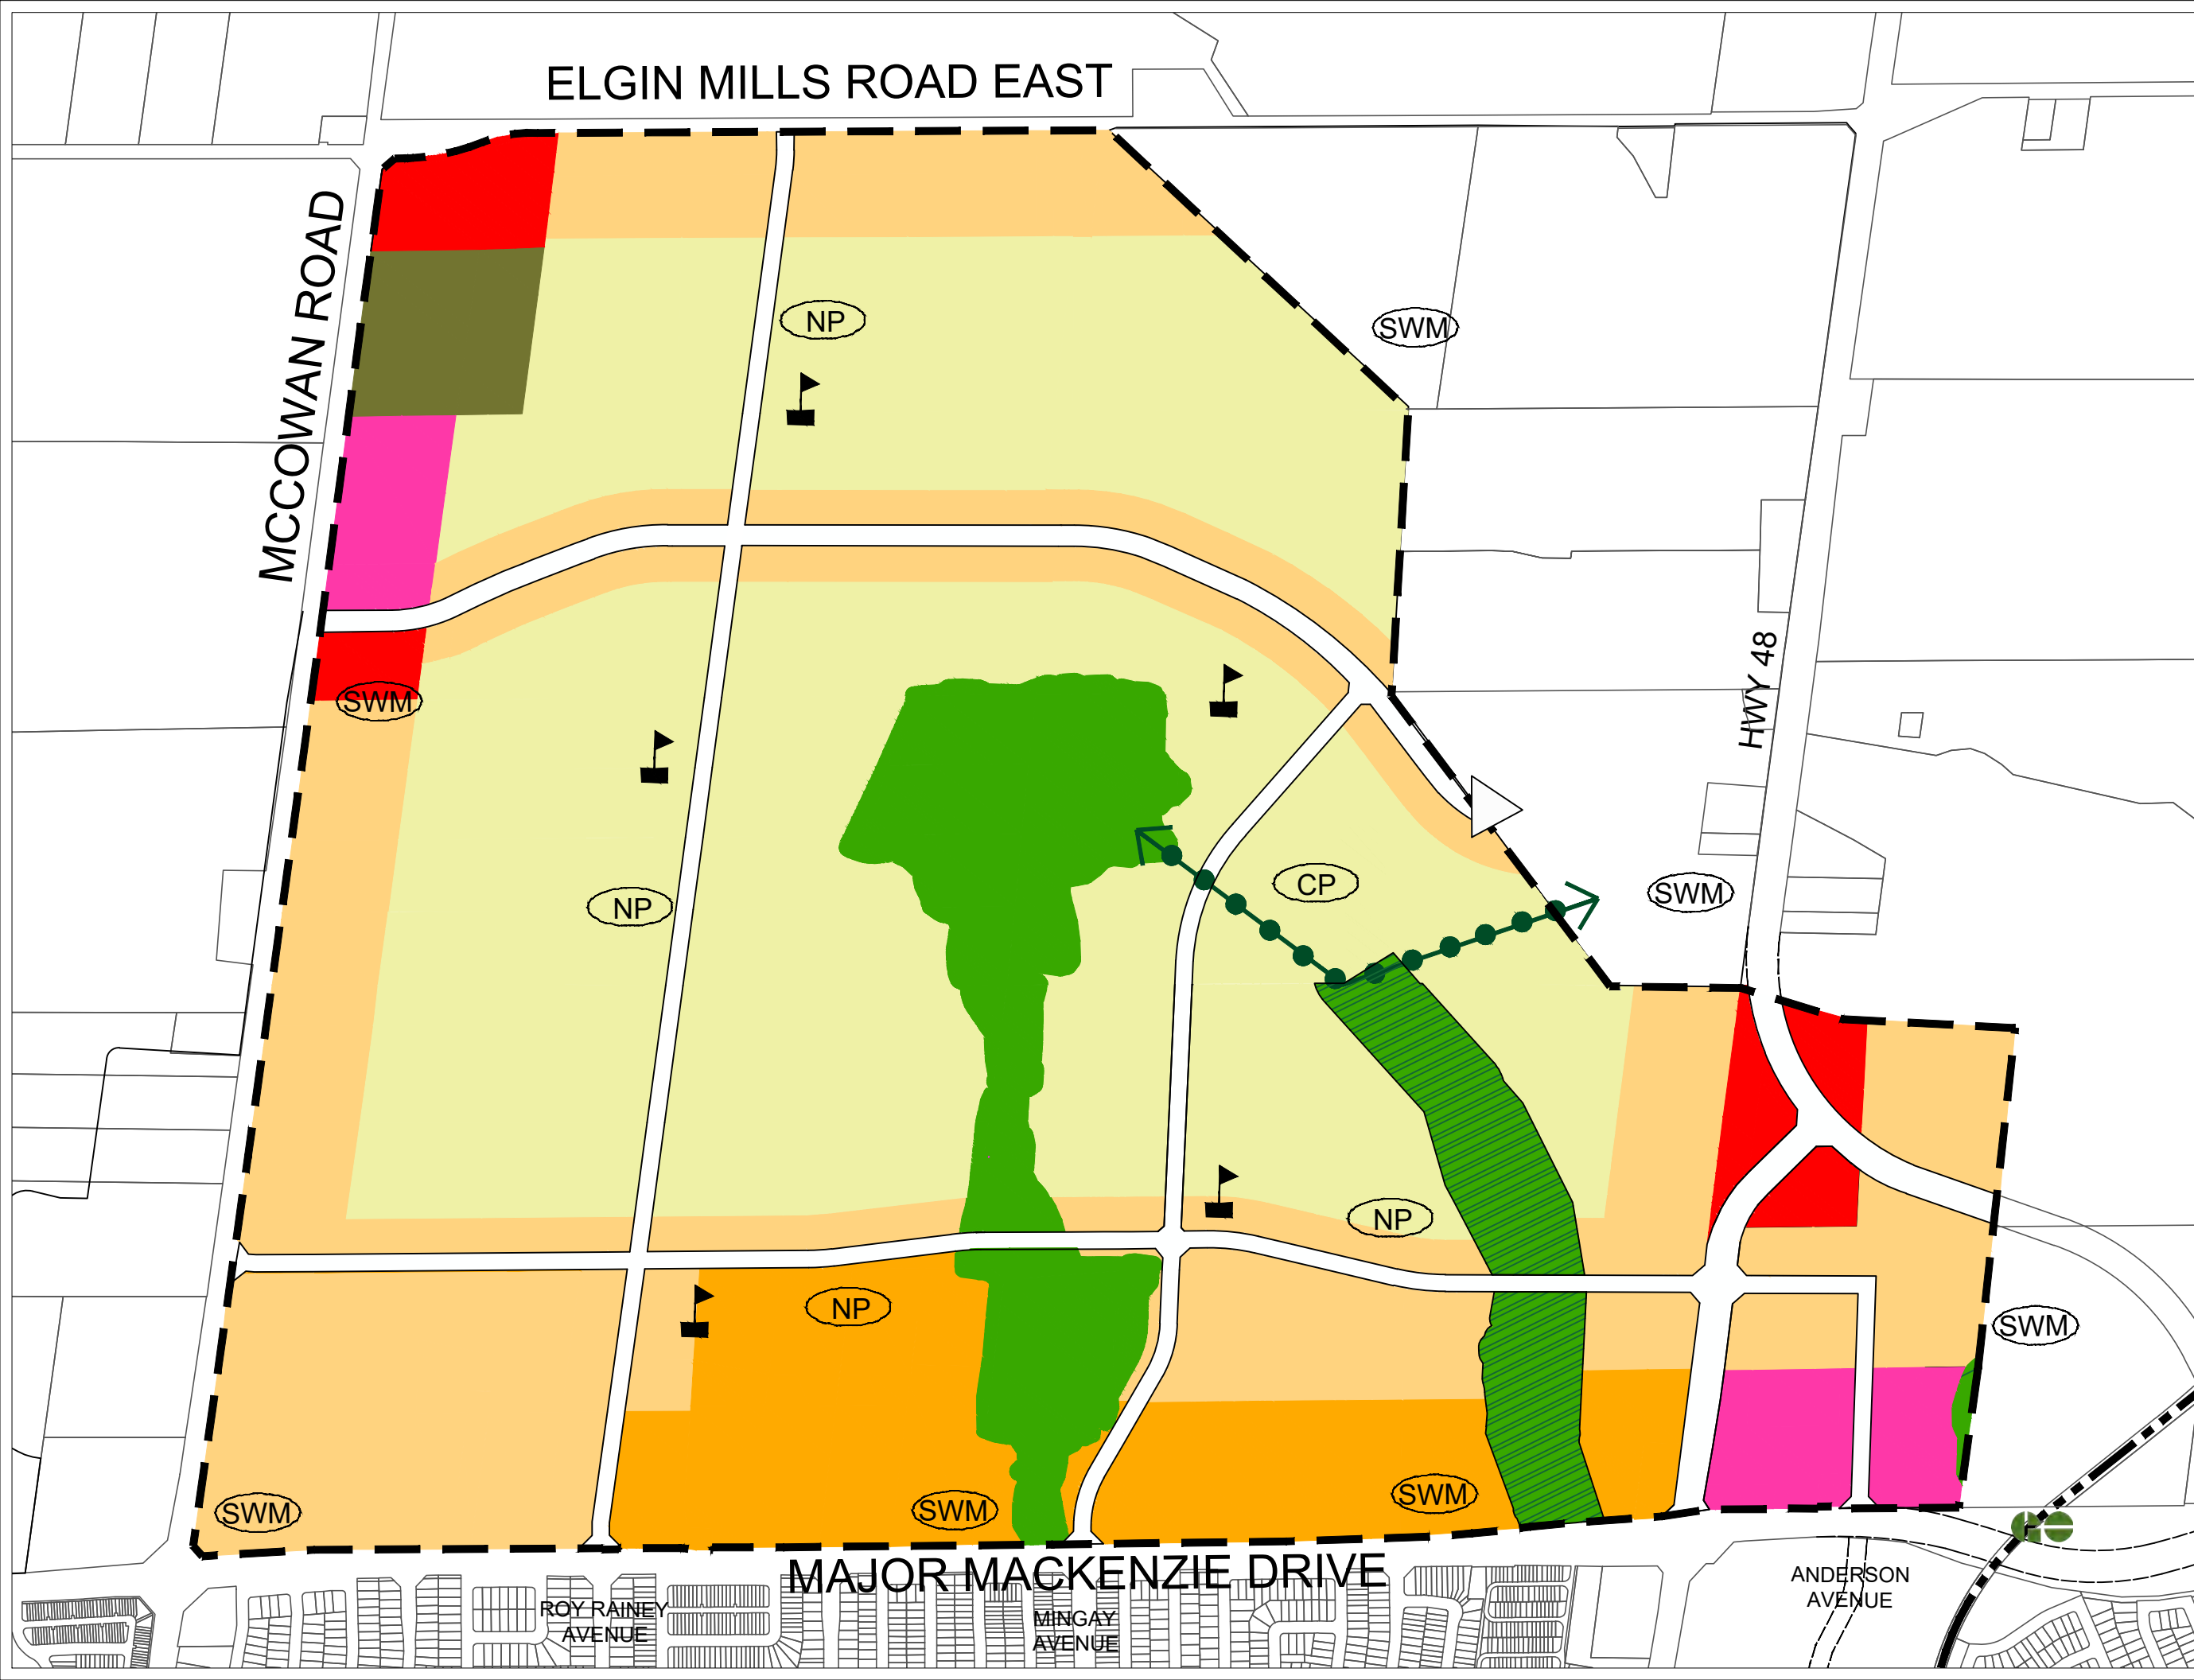 ELGIN MILLS ROAD EAST
MCCOWAN ROAD
NP
SWM
HWY 48
SWM
CP
SWM
NP
NP
NP
SWM
SWM
SWM
SWM
MAJOR MACKENZIE DRIVE
ROY RAINEY
AVENUE
MINGAY
AVENUE
ANDERSON
AVENUE